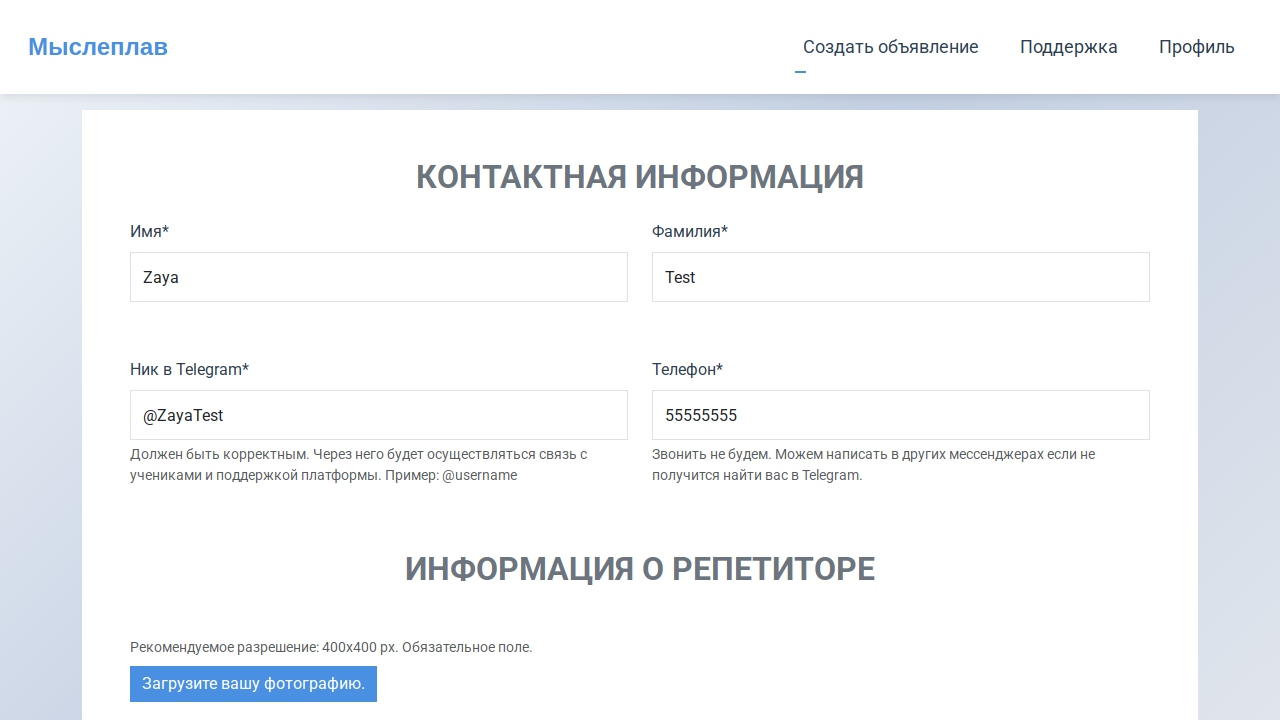 Мыслеплав
Создать объявление
Поддержка
Профиль
КОНТАКТНАЯ ИНФОРМАЦИЯ
Имя*
Фамилия*
Zaya
Test
Ник в Telegram*
Телефон*
@ZayaTest
55555555
Должен быть корректным. Через него будет осуществляться связь с
учениками и поддержкой платформы. Пример: @username
Звонить не будем. Можем написать в других мессенджерах если не
получится найти вас в Telegram.
ИНФОРМАЦИЯ О РЕПЕТИТОРЕ
Рекомендуемое разрешение: 400x400 px. Обязательное поле.
Загрузите вашу фотографию.